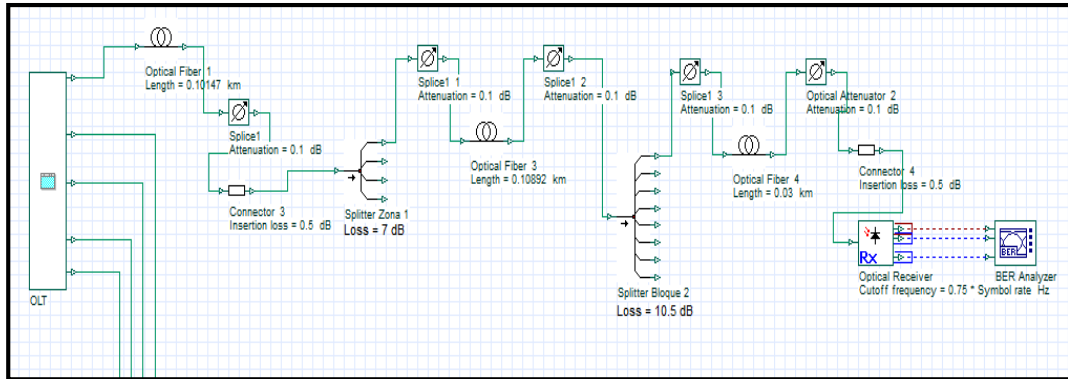 Optical Fiber 1
Length = 0.10147 km
Splice1
Attenuation = 0.1 dB
Connector 3
Insertion loss = 0.5 dB
Splitter Zona 1
Loss = 7 dB
Splice1 1
Attenuation = 0.1 dB
Optical Fiber 3
Length = 0.10892 km
Splice1 2
Attenuation = 0.1 dB
Splitter Bloque 2
Loss = 10.5 dB
Splice1 3
Attenuation = 0.1 dB
Optical Fiber 4
Length = 0.03 km
Optical Attenuator 2
Attenuation = 0.1 dB
Connector 4
Insertion loss = 0.5 dB
Rx
Optical Receiver
Cutoff frequency = 0.75 * Symbol rate Hz
BER
BER Analyzer
OLT